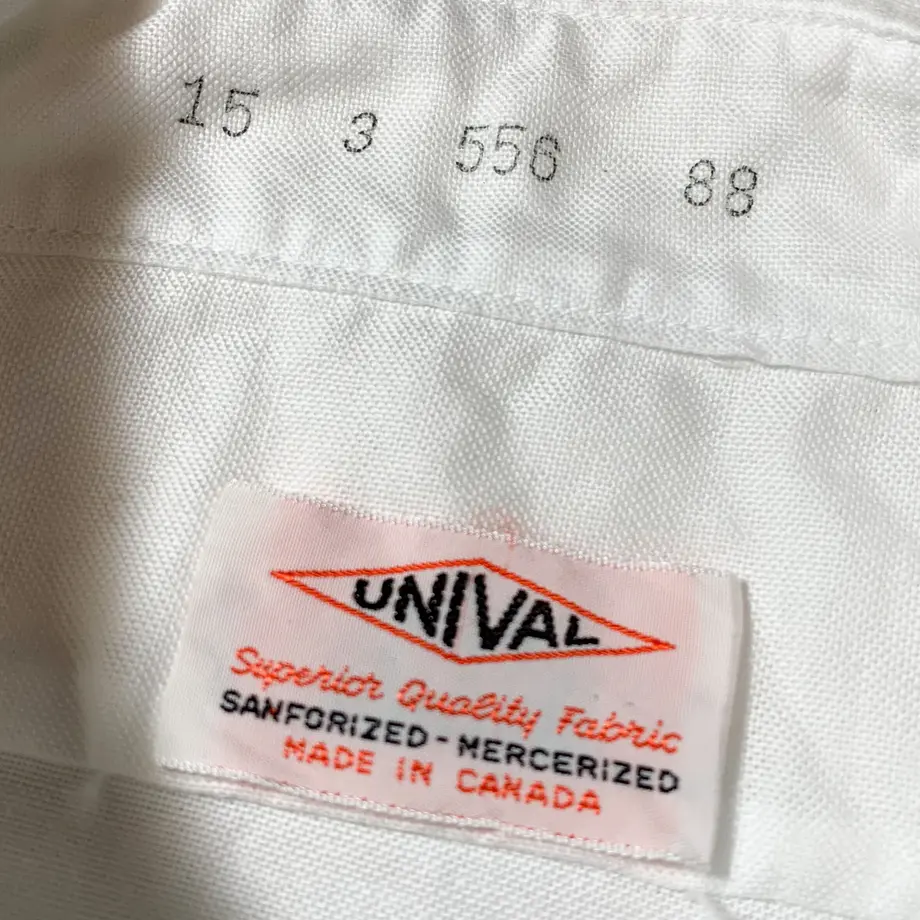 15 3 556 88
UNIVAL
Superior Quality Fabric
SANFORIZED-MERCERIZED
MADE IN CANADA